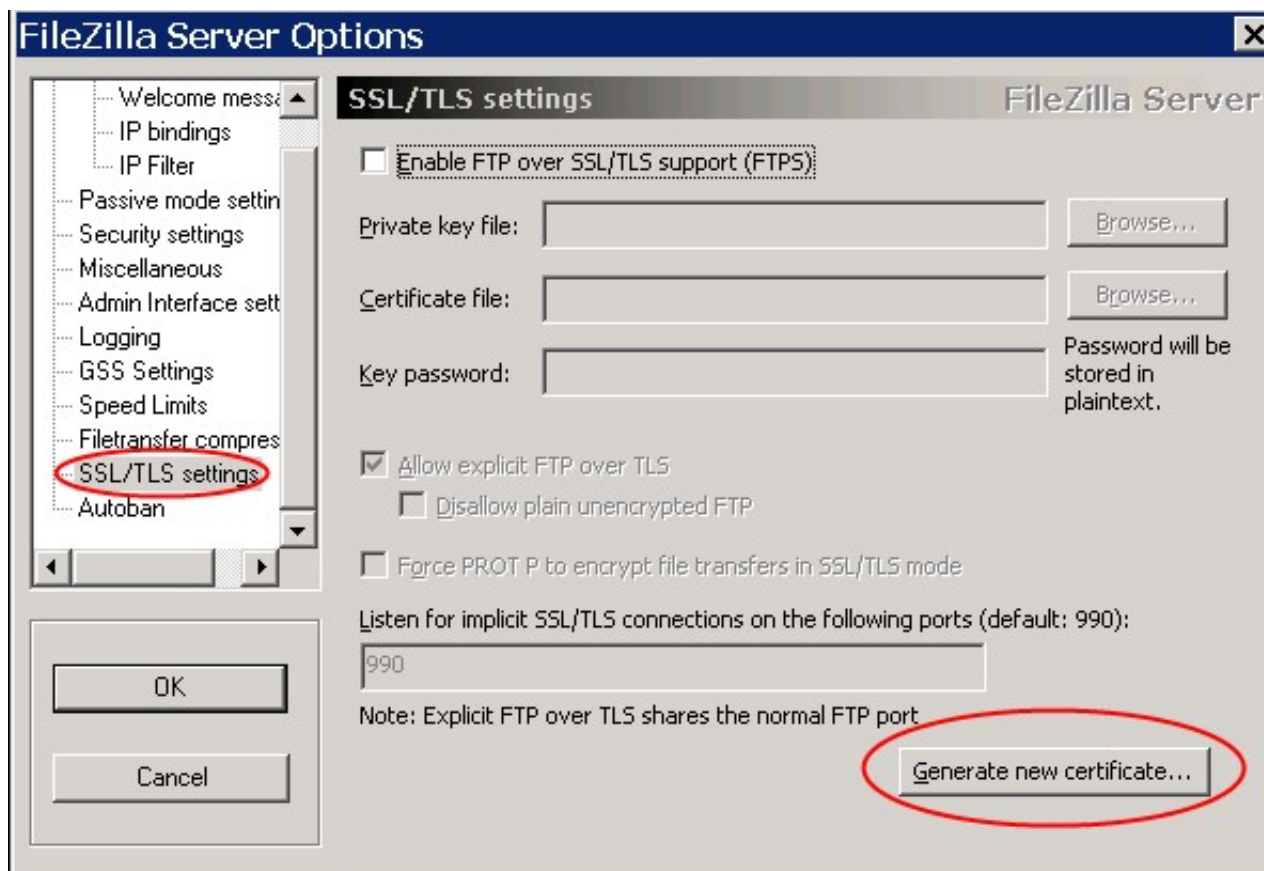 FileZilla Server Options
Welcome messa
IP bindings
IP Filter
Passive mode settin
Security settings
Miscellaneous
Admin Interface sett
Logging
GSS Settings
Speed Limits
Filetransfer compres
SSL/TLS settings
Autoban
OK
Cancel
SSL/TLS settings
FileZilla Server
Enable FTP over SSL/TLS support (FTPS)
Private key file:
Browse...
Certificate file:
Browse...
Key password:
Password will be
stored in
plaintext.
Allow explicit FTP over TLS
Disallow plain unencrypted FTP
Force PROT P to encrypt file transfers in SSL/TLS mode
Listen for implicit SSL/TLS connections on the following ports (default: 990):
990
Note: Explicit FTP over TLS shares the normal FTP port
Generate new certificate...